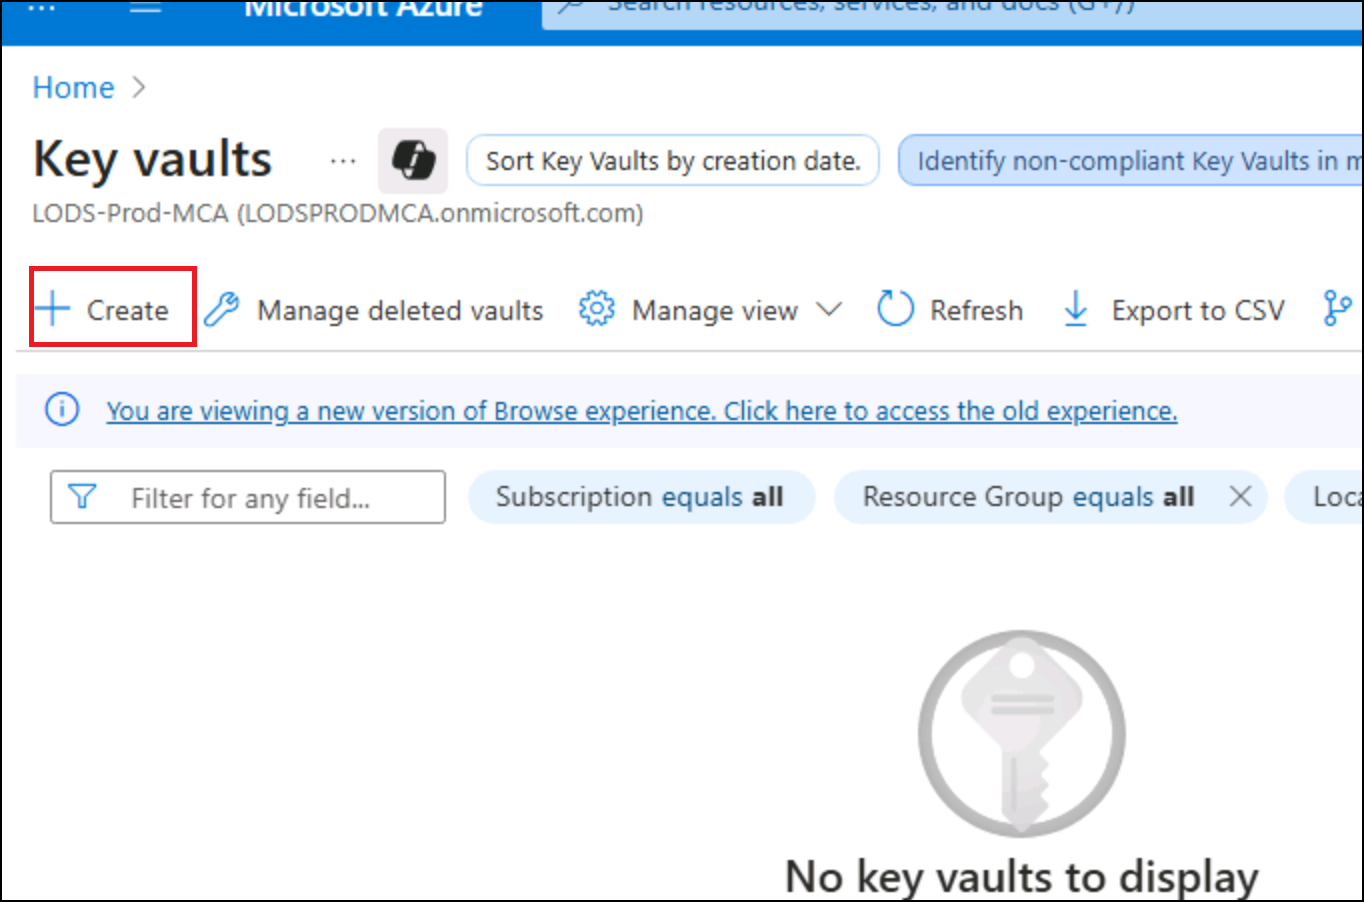 Microsoft Azure
Search resources, services, and docs (G+/)
Home
Key vaults
...
Sort Key Vaults by creation date.
Identify non-compliant Key Vaults in
LODS-Prod-MCA (LODSPRODMCA.onmicrosoft.com)
Create
Manage deleted vaults
Manage view
Refresh
Export to CSV
You are viewing a new version of Browse experience. Click here to access the old experience.
Filter for any field...
Subscription equals all
Resource Group equals all
No key vaults to display